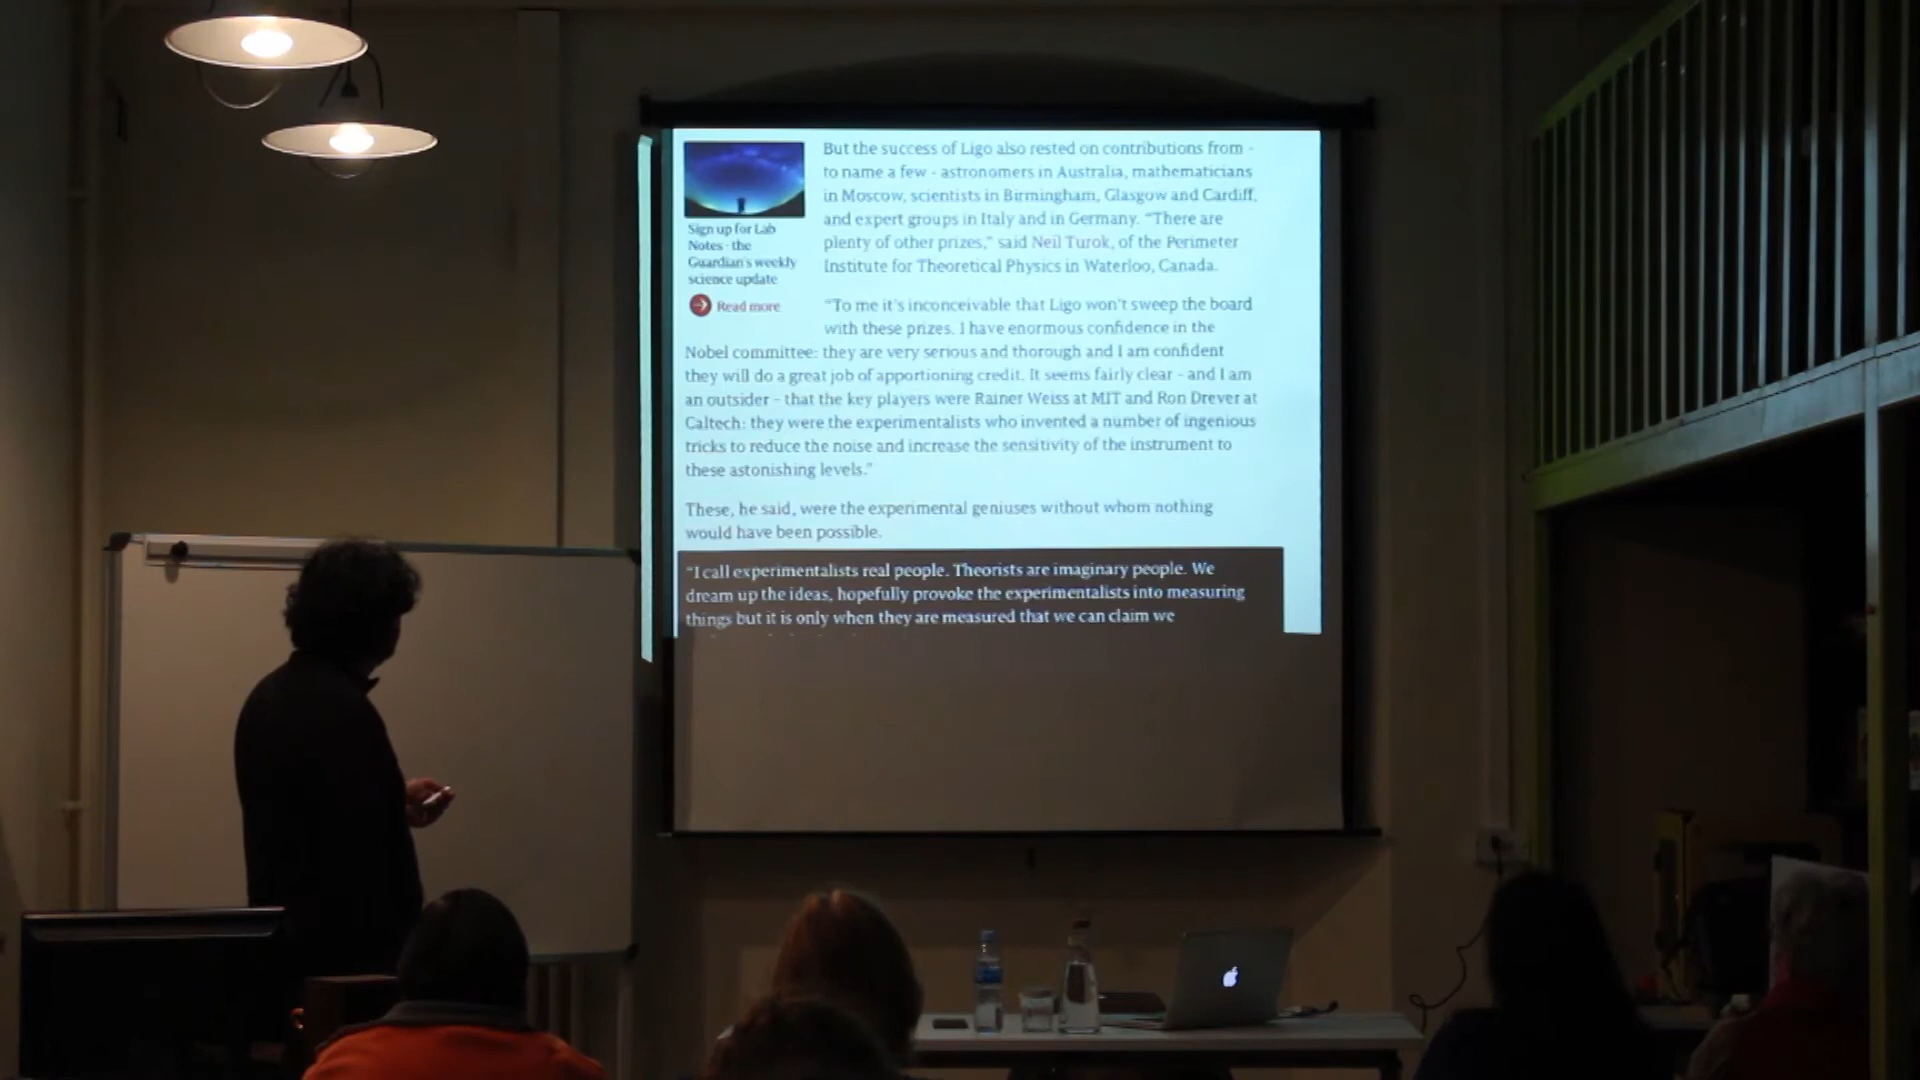 But the success of Ligo also rested on contributions from -
to name a few - astronomers in Australia, mathematicians
in Moscow, scientists in Birmingham, Glasgow and Cardiff,
and expert groups in Italy and in Germany. “There are
plenty of other prizes,” said Neil Turok, of the Perimeter
Institute for Theoretical Physics in Waterloo, Canada.
Sign up for Lab
Notes - the
Guardian's weekly
science update
Read more
“To me it's inconceivable that Ligo won't sweep the board
with these prizes. I have enormous confidence in the
Nobel committee: they are very serious and thorough and I am confident
they will do a great job of apportioning credit. It seems fairly clear - and I am
an outsider - that the key players were Rainer Weiss at MIT and Ron Drever at
Caltech: they were the experimentalists who invented a number of ingenious
tricks to reduce the noise and increase the sensitivity of the instrument to
these astonishing levels.”
These, he said, were the experimental geniuses without whom nothing
would have been possible.
“I call experimentalists real people. Theorists are imaginary people. We
dream up the ideas, hopefully provoke the experimentalists into measuring
things but it is only when they are measured that we can claim we